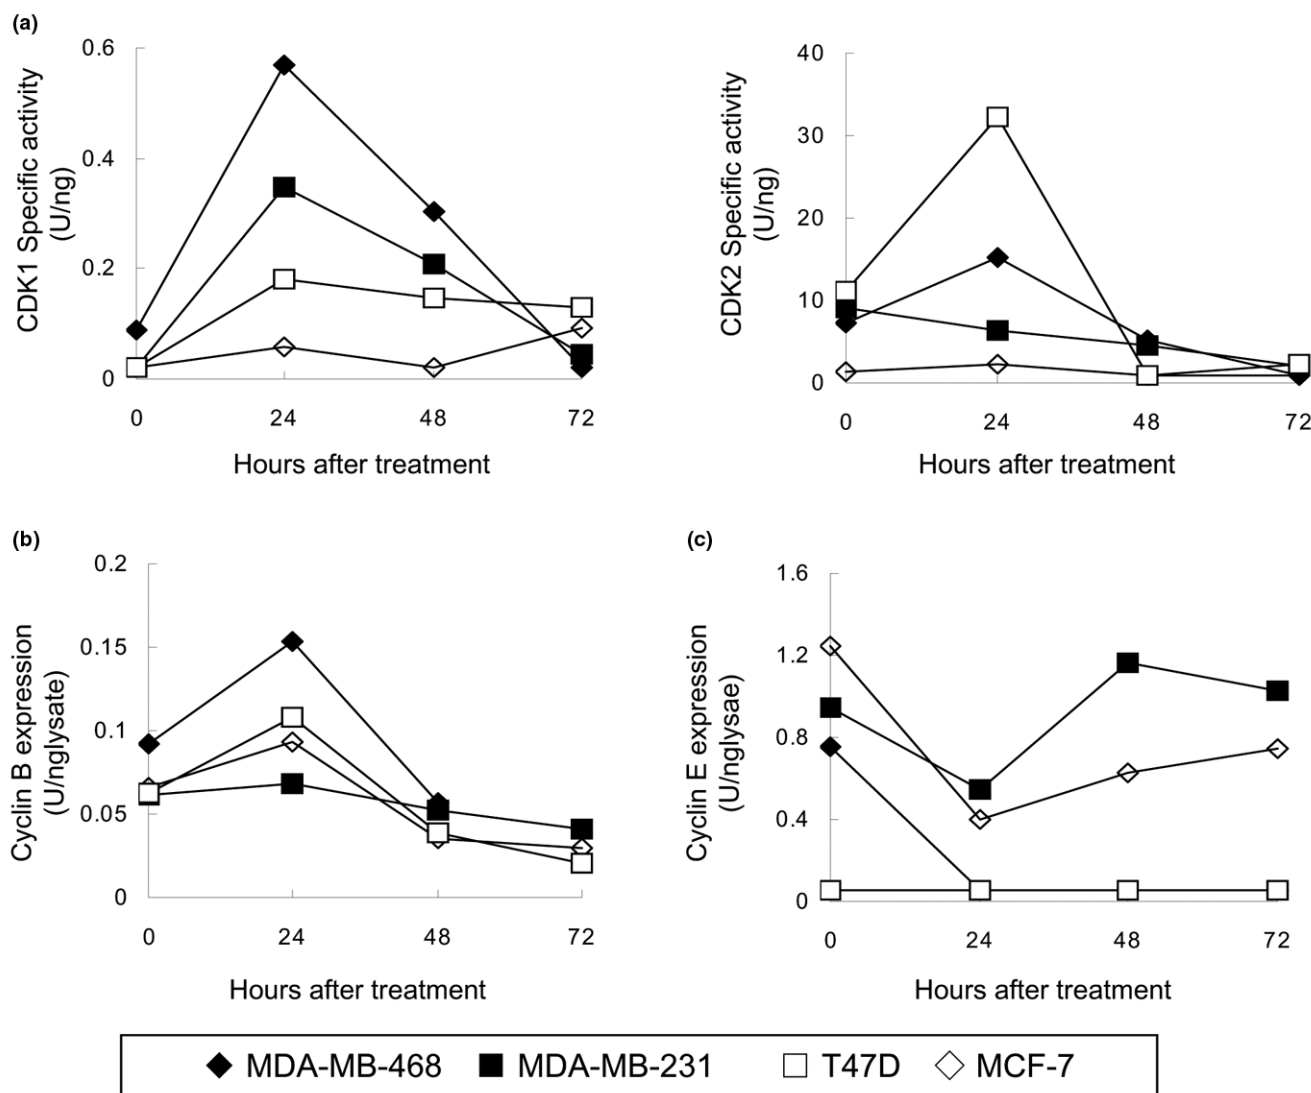 (a)
CDK1 Specific activity
(U/ng)
0.6
0.4
0.2
0
0 24 48 72
Hours after treatment
CDK2 Specific activity
(U/ng)
40
30
20
10
0
0 24 48 72
Hours after treatment
(b)
Cyclin B expression
(U/nglysate)
0.2
0.15
0.1
0.05
0
0 24 48 72
Hours after treatment
(c)
Cyclin E expression
(U/nglysae)
1.6
1.2
0.8
0.4
0
0 24 48 72
Hours after treatment
MDA-MB-468 MDA-MB-231 T47D MCF-7